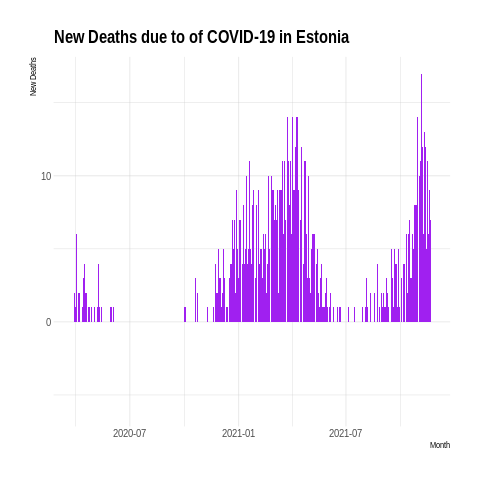 New Deaths due to of COVID-19 in Estonia
New Deaths
10
0
2020-07
2021-01
2021-07
Month